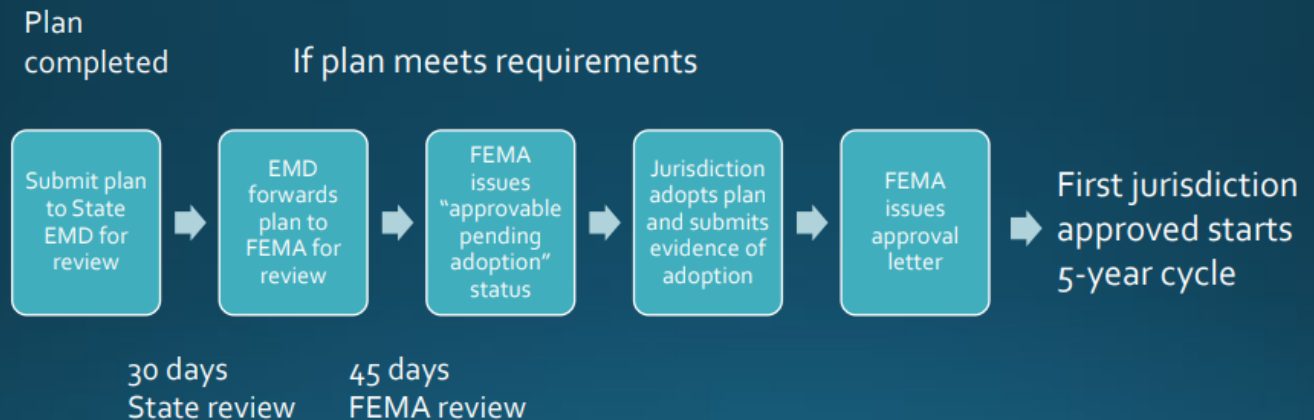 Plan
completed
If plan meets requirements
Submit plan
to State
EMD for
review
EMD
forwards
plan to
FEMA for
review
FEMA
issues
“approvable
pending
adoption”
status
Jurisdiction
adopts plan
and submits
evidence of
adoption
FEMA
issues
approval
letter
First jurisdiction
approved starts
5-year cycle
30 days
State review
45 days
FEMA review